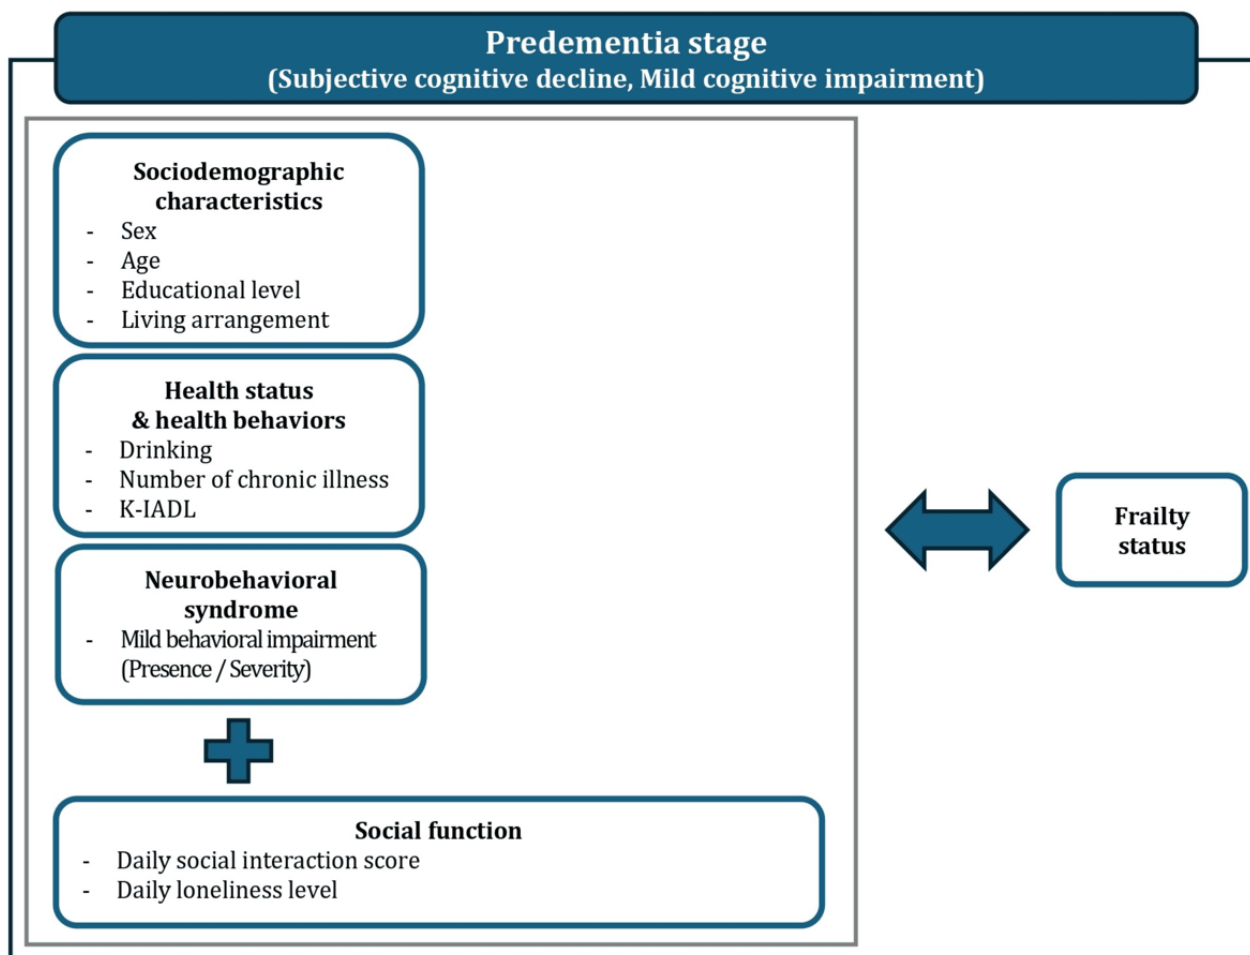 Predementia stage
(Subjective cognitive decline, Mild cognitive impairment)
Sociodemographic
characteristics
- Sex
- Age
- Educational level
- Living arrangement
Health status
& health behaviors
- Drinking
- Number of chronic illness
- K-IADL
Neurobehavioral
syndrome
- Mild behavioral impairment
(Presence / Severity)
Social function
- Daily social interaction score
- Daily loneliness level
Frailty
status